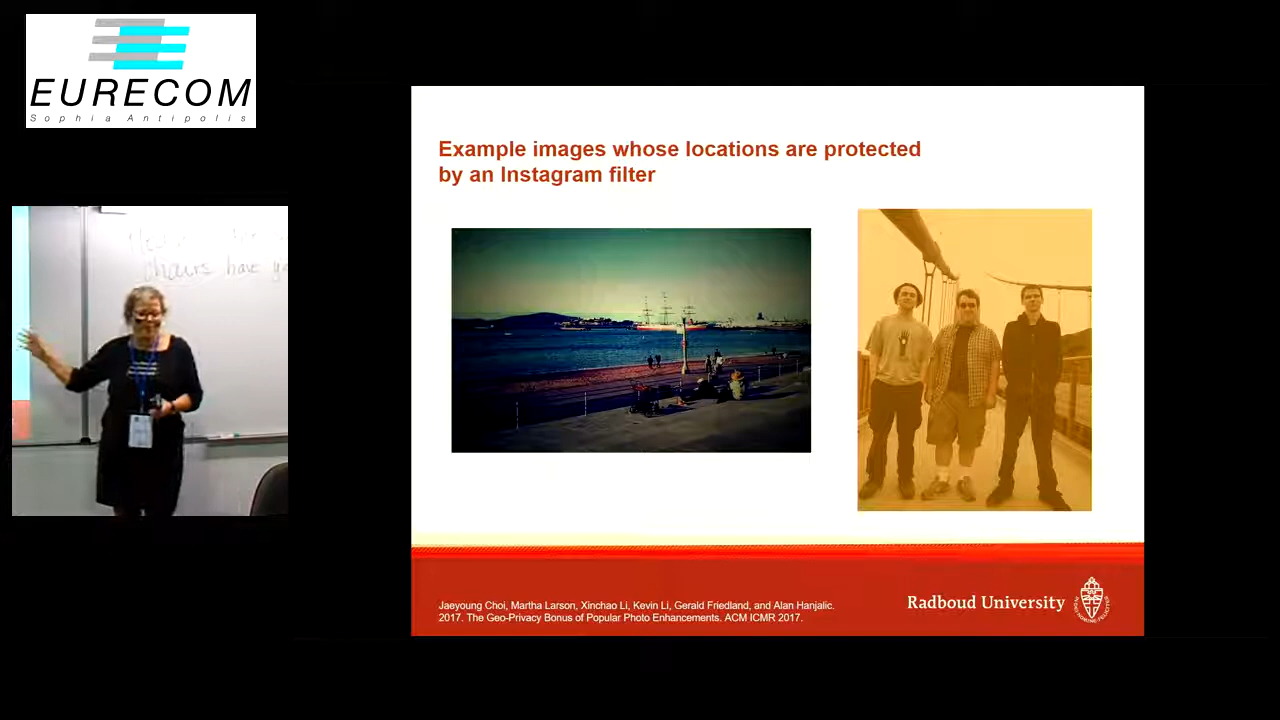 EURECOM
Sophia Antipolis
Example images whose locations are protected
by an Instagram filter
chairs have
Jaeyoung Choi, Martha Larson, Xinchao Li, Kevin Li, Gerald Friedland, and Alan Hanjalic.
2017. The Geo-Privacy Bonus of Popular Photo Enhancements. ACM ICMR 2017.
Radboud University